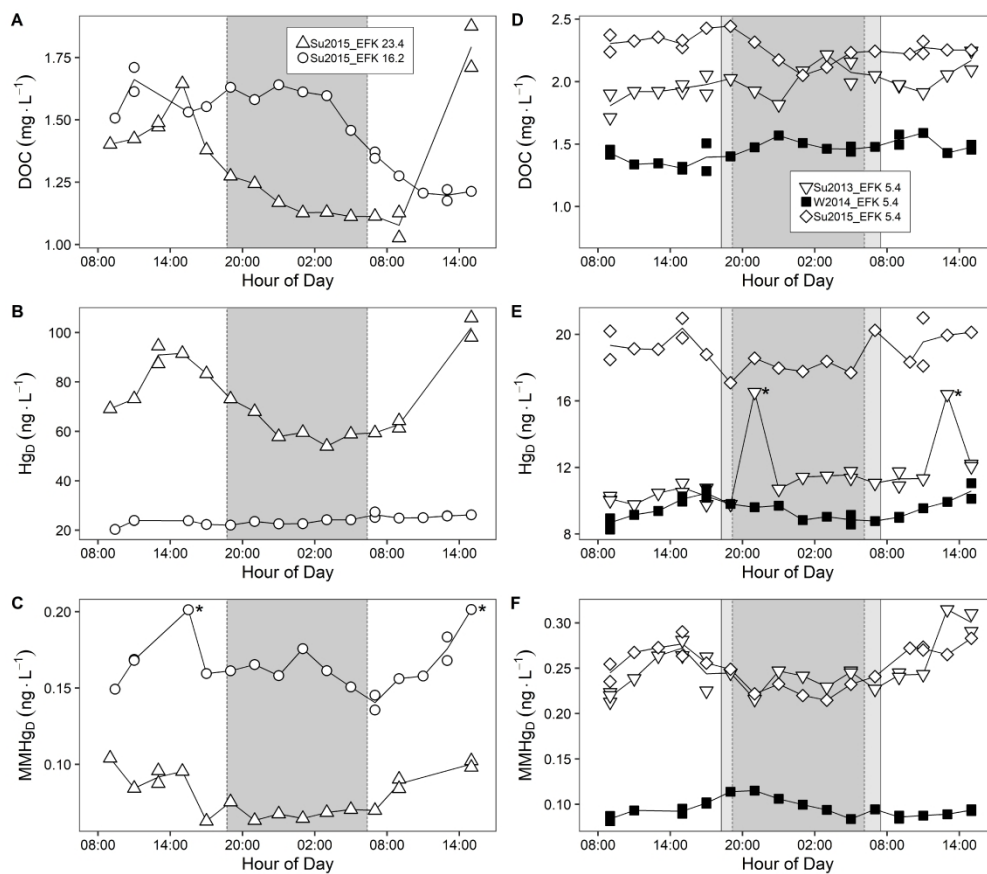 A
DOC (mg · L⁻¹)
1.75
1.50
1.25
1.00
Su2015_EFK 23.4
Su2015_EFK 16.2
08:00 14:00 20:00 02:00 08:00 14:00
Hour of Day
B
HgD (ng · L⁻¹)
100
80
60
40
20
08:00 14:00 20:00 02:00 08:00 14:00
Hour of Day
C
MMHgD (ng · L⁻¹)
0.20
0.15
0.10
*
*
08:00 14:00 20:00 02:00 08:00 14:00
Hour of Day
D
DOC (mg · L⁻¹)
2.5
2.0
1.5
1.0
Su2013_EFK 5.4
W2014_EFK 5.4
Su2015_EFK 5.4
08:00 14:00 20:00 02:00 08:00 14:00
Hour of Day
E
HgD (ng · L⁻¹)
20
16
12
8
*
*
08:00 14:00 20:00 02:00 08:00 14:00
Hour of Day
F
MMHgD (ng · L⁻¹)
0.30
0.25
0.20
0.15
0.10
08:00 14:00 20:00 02:00 08:00 14:00
Hour of Day